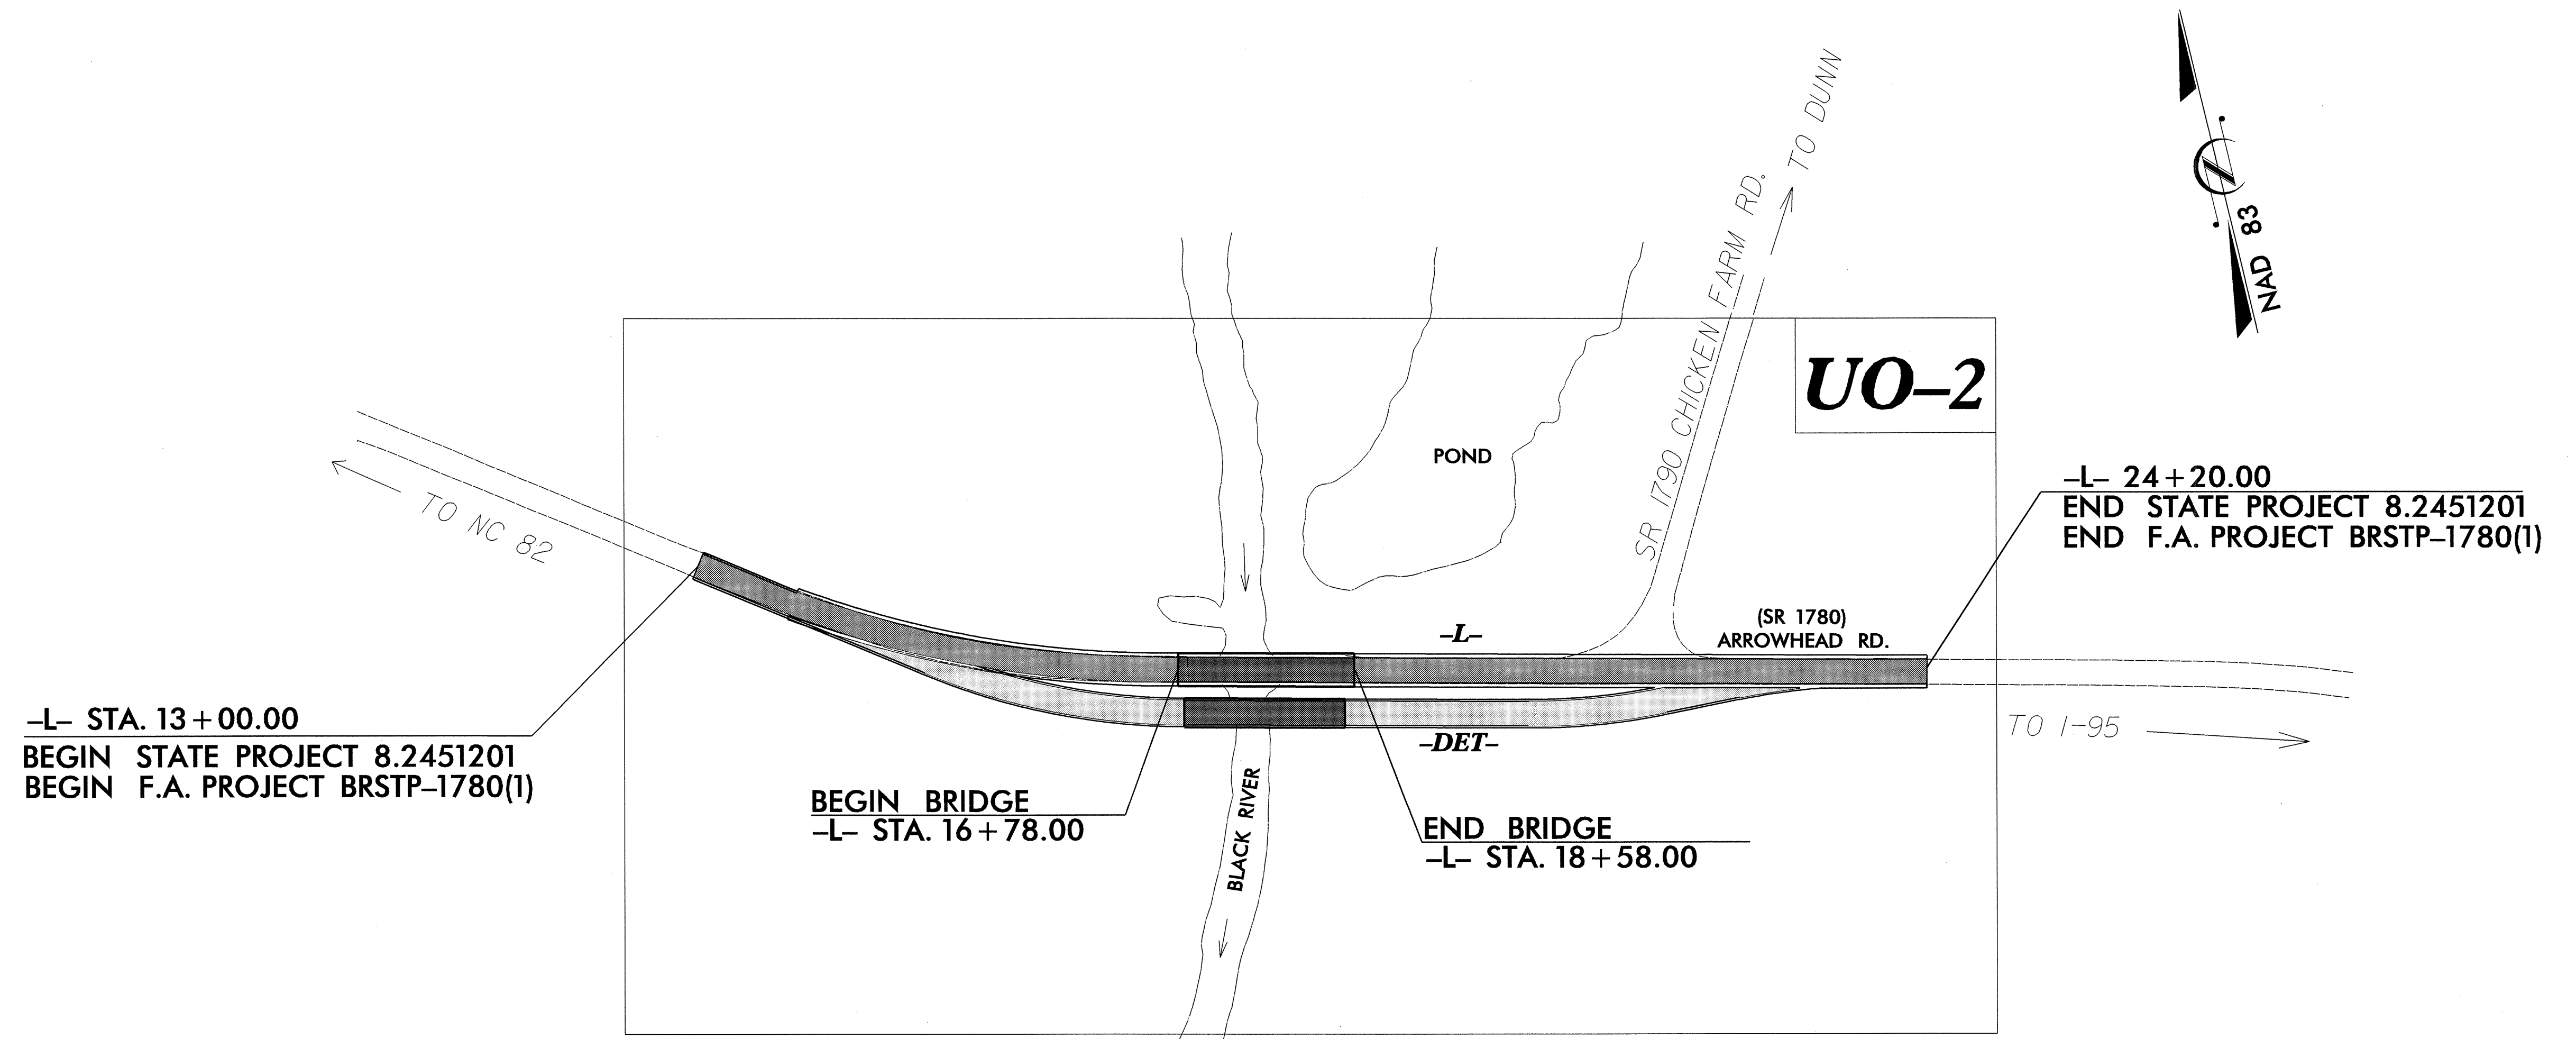 TO DUNN
SR 1790 CHICKEN FARM RD.
NAD 83
UO–2
POND
TO NC 82
–L– 24+20.00
END STATE PROJECT 8.2451201
END F.A. PROJECT BRSTP–1780(1)
(SR 1780)
ARROWHEAD RD.
–L–
–L– STA. 13+00.00
BEGIN STATE PROJECT 8.2451201
BEGIN F.A. PROJECT BRSTP–1780(1)
TO I-95
–DET–
BEGIN BRIDGE
–L– STA. 16+78.00
BLACK RIVER
END BRIDGE
–L– STA. 18+58.00